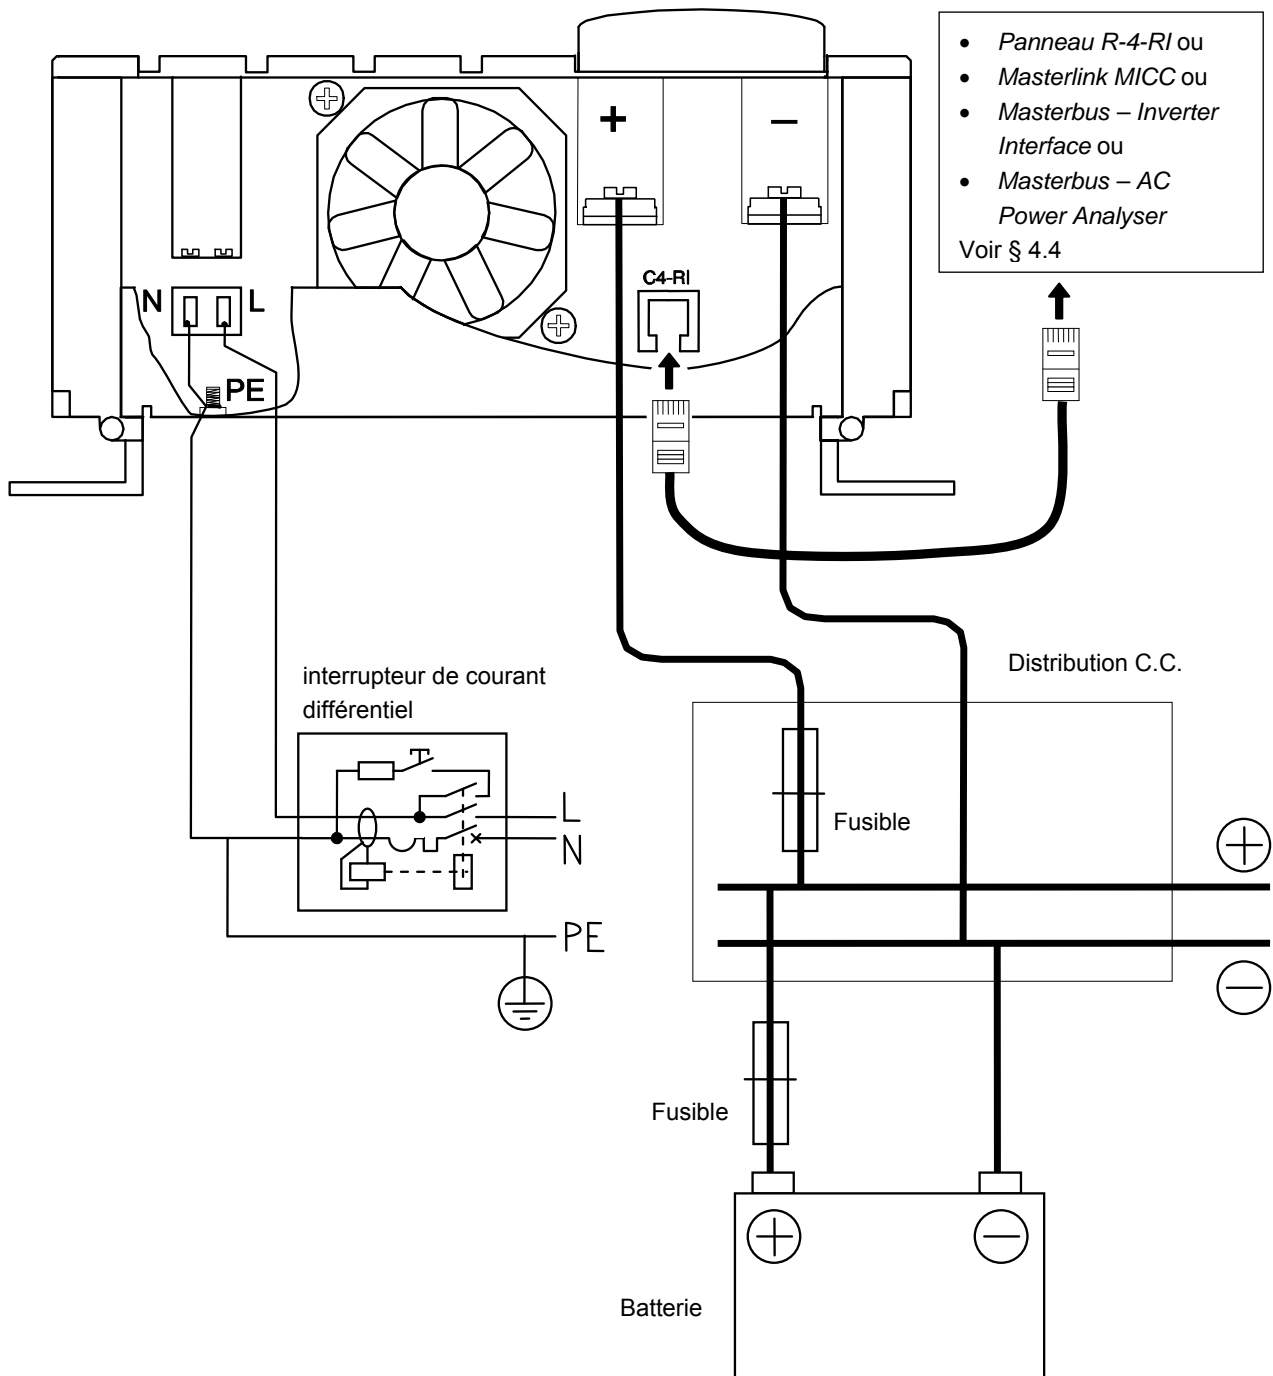 • Panneau R-4-RI ou
• Masterlink MICC ou
• Masterbus – Inverter
Interface ou
• Masterbus – AC
Power Analyser
Voir § 4.4
+
−
C4-RI
N
L
PE
interrupteur de courant
différentiel
Distribution C.C.
L
Fusible
N
+
PE
−
Fusible
+
−
Batterie